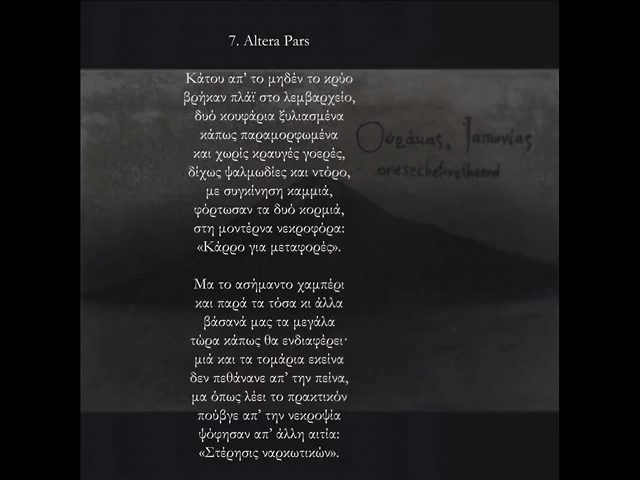 7. Altera Pars
Κάτου απ' το μηδέν το κρύο
βρήκαν πλάϊ στο λεμβαρχείο,
δυό κουφάρια ξυλιασμένα
κάπως παραμορφωμένα
και χωρίς κραυγές γοερές,
δίχως ψαλμωδίες και ντόρο,
με συγκίνηση καμμιά,
φόρτωσαν τα δυό κορμιά,
στη μοντέρνα νεκροφόρα:
«Κάρρο για μεταφορές».
Μα το ασήμαντο χαμπέρι
και παρά τα τόσα κι άλλα
βάσανά μας τα μεγάλα
τώρα κάπως θα ενδιαφέρει·
μιά και τα τομάρια εκείνα
δεν πεθάνανε απ' την πείνα,
μα όπως λέει το πρακτικόν
πούβγε απ' την νεκροψία
ψόφησαν απ' άλλη αιτία:
«Στέρησις ναρκωτικών».
Ουρανός, Ιαπωνίας
onesecbeforetheend